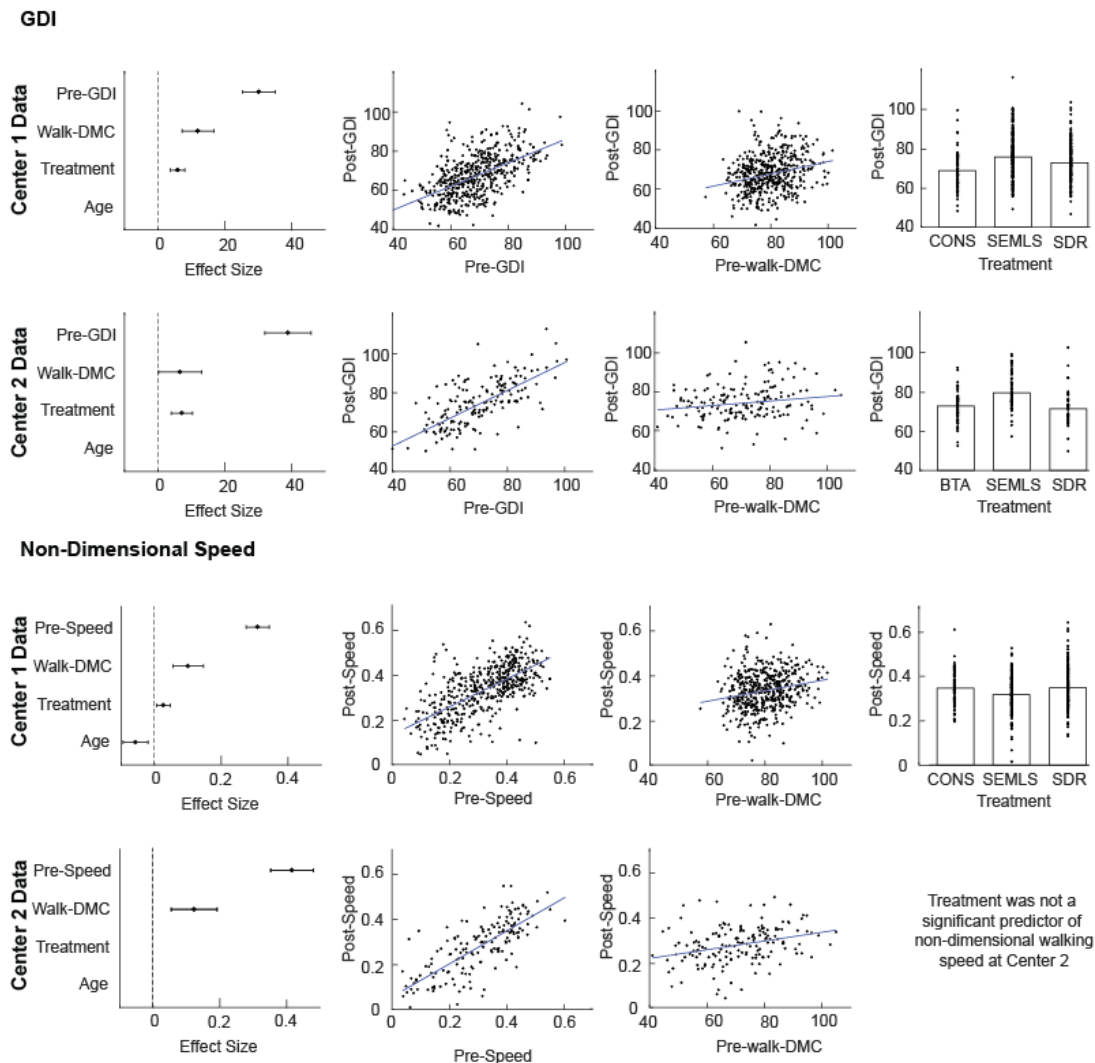 GDI
Center 1 Data
Pre-GDI
Walk-DMC
Treatment
Age
0 20 40
Effect Size
Post-GDI
100
80
60
40
40 60 80 100
Pre-GDI
Post-GDI
100
80
60
40
40 60 80 100
Pre-walk-DMC
Post-GDI
100
80
60
40
CONS SEMLS SDR
Treatment
Center 2 Data
Pre-GDI
Walk-DMC
Treatment
Age
0 20 40
Effect Size
Post-GDI
100
80
60
40
40 60 80 100
Pre-GDI
Post-GDI
100
80
60
40
40 60 80 100
Pre-walk-DMC
Post-GDI
100
80
60
40
BTA SEMLS SDR
Treatment
Non-Dimensional Speed
Center 1 Data
Pre-Speed
Walk-DMC
Treatment
Age
0 0.2 0.4
Effect Size
Post-Speed
0.6
0.4
0.2
0
0 0.2 0.4 0.6
Pre-Speed
Post-Speed
0.6
0.4
0.2
0
40 60 80 100
Pre-walk-DMC
Post-Speed
0.6
0.4
0.2
0
CONS SEMLS SDR
Treatment
Center 2 Data
Pre-Speed
Walk-DMC
Treatment
Age
0 0.2 0.4
Effect Size
Post-Speed
0.6
0.4
0.2
0
0 0.2 0.4 0.6
Pre-Speed
Post-Speed
0.6
0.4
0.2
0
40 60 80 100
Pre-walk-DMC
Treatment was not a
significant predictor of
non-dimensional walking
speed at Center 2